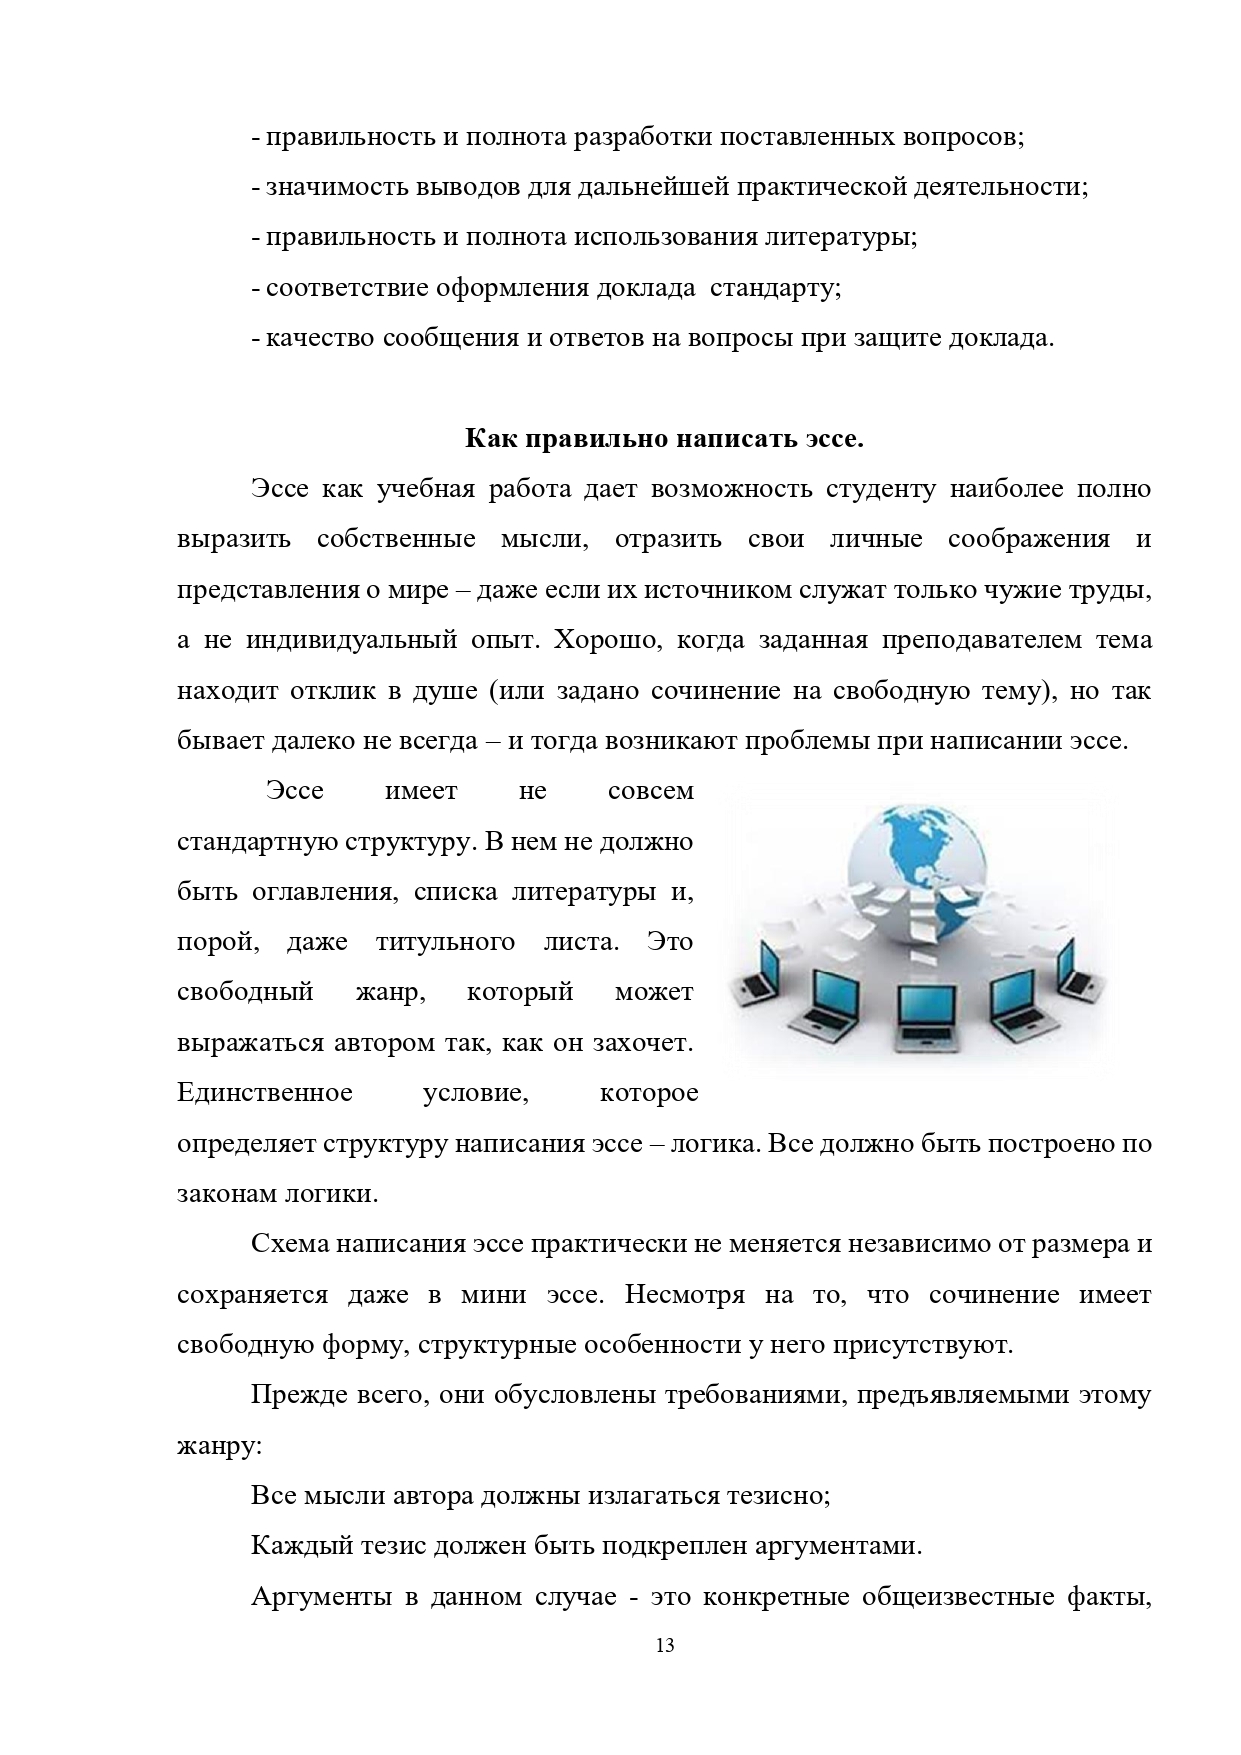 - правильность и полнота разработки поставленных вопросов;
- значимость выводов для дальнейшей практической деятельности;
- правильность и полнота использования литературы;
- соответствие оформления доклада  стандарту;
- качество сообщения и ответов на вопросы при защите доклада.
Как правильно написать эссе.
Эссе как учебная работа дает возможность студенту наиболее полно
выразить собственные мысли, отразить свои личные соображения и
представления о мире – даже если их источником служат только чужие труды,
а не индивидуальный опыт. Хорошо, когда заданная преподавателем тема
находит отклик в душе (или задано сочинение на свободную тему), но так
бывает далеко не всегда – и тогда возникают проблемы при написании эссе.
Эссе имеет не совсем
стандартную структуру. В нем не должно
быть оглавления, списка литературы и,
порой, даже титульного листа. Это
свободный жанр, который может
выражаться автором так, как он захочет.
Единственное условие, которое
определяет структуру написания эссе – логика. Все должно быть построено по
законам логики.
Схема написания эссе практически не меняется независимо от размера и
сохраняется даже в мини эссе. Несмотря на то, что сочинение имеет
свободную форму, структурные особенности у него присутствуют.
Прежде всего, они обусловлены требованиями, предъявляемыми этому
жанру:
Все мысли автора должны излагаться тезисно;
Каждый тезис должен быть подкреплен аргументами.
Аргументы в данном случае - это конкретные общеизвестные факты,
13